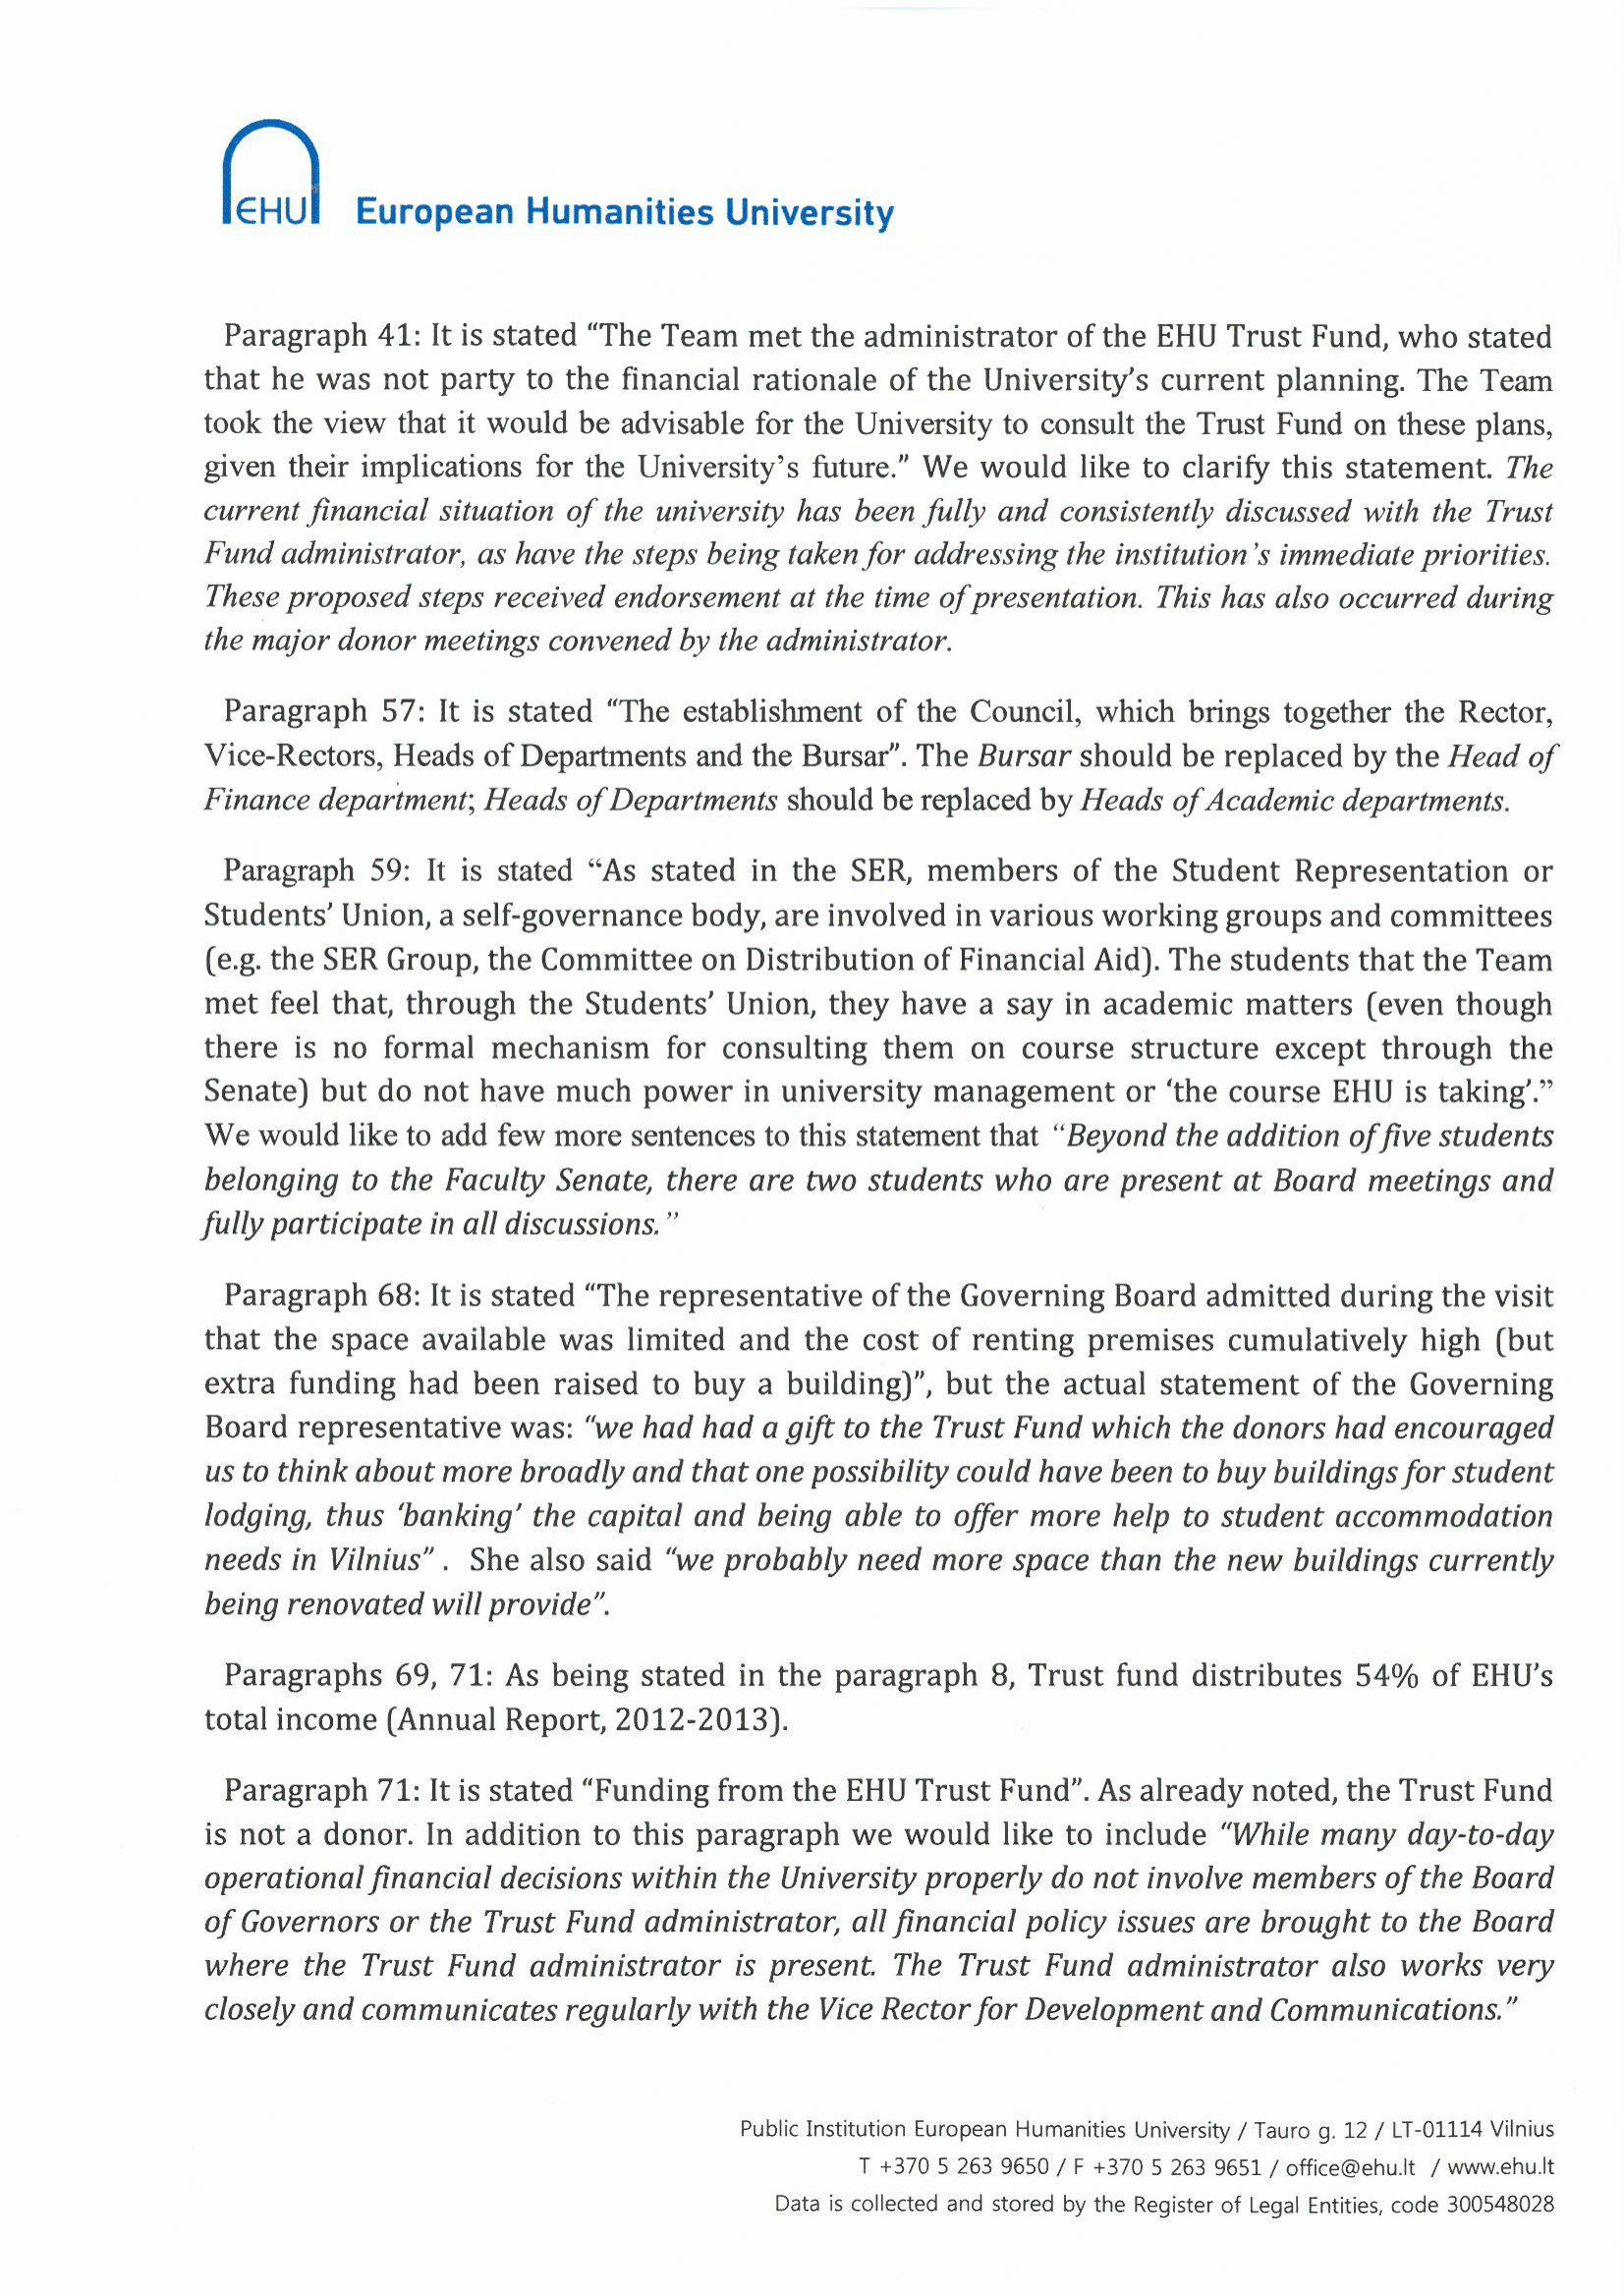 EHU European Humanities University
Paragraph 41: It is stated “The Team met the administrator of the EHU Trust Fund, who stated
that he was not party to the financial rationale of the University’s current planning. The Team
took the view that it would be advisable for the University to consult the Trust Fund on these plans,
given their implications for the University’s future.” We would like to clarify this statement. The
current financial situation of the university has been fully and consistently discussed with the Trust
Fund administrator, as have the steps being taken for addressing the institution’s immediate priorities.
These proposed steps received endorsement at the time of presentation. This has also occurred during
the major donor meetings convened by the administrator.
Paragraph 57: It is stated “The establishment of the Council, which brings together the Rector,
Vice-Rectors, Heads of Departments and the Bursar”. The Bursar should be replaced by the Head of
Finance department; Heads of Departments should be replaced by Heads of Academic departments.
Paragraph 59: It is stated “As stated in the SER, members of the Student Representation or
Students’ Union, a self-governance body, are involved in various working groups and committees
(e.g. the SER Group, the Committee on Distribution of Financial Aid). The students that the Team
met feel that, through the Students’ Union, they have a say in academic matters (even though
there is no formal mechanism for consulting them on course structure except through the
Senate) but do not have much power in university management or ‘the course EHU is taking’.”
We would like to add few more sentences to this statement that “Beyond the addition of five students
belonging to the Faculty Senate, there are two students who are present at Board meetings and
fully participate in all discussions.”
Paragraph 68: It is stated “The representative of the Governing Board admitted during the visit
that the space available was limited and the cost of renting premises cumulatively high (but
extra funding had been raised to buy a building)”, but the actual statement of the Governing
Board representative was: “we had had a gift to the Trust Fund which the donors had encouraged
us to think about more broadly and that one possibility could have been to buy buildings for student
lodging, thus ‘banking’ the capital and being able to offer more help to student accommodation
needs in Vilnius” . She also said “we probably need more space than the new buildings currently
being renovated will provide”.
Paragraphs 69, 71: As being stated in the paragraph 8, Trust fund distributes 54% of EHU’s
total income (Annual Report, 2012-2013).
Paragraph 71: It is stated “Funding from the EHU Trust Fund”. As already noted, the Trust Fund
is not a donor. In addition to this paragraph we would like to include “While many day-to-day
operational financial decisions within the University properly do not involve members of the Board
of Governors or the Trust Fund administrator, all financial policy issues are brought to the Board
where the Trust Fund administrator is present. The Trust Fund administrator also works very
closely and communicates regularly with the Vice Rector for Development and Communications.”
Public Institution European Humanities University / Tauro g. 12 / LT-01114 Vilnius
T +370 5 263 9650 / F +370 5 263 9651 / office@ehu.lt / www.ehu.lt
Data is collected and stored by the Register of Legal Entities, code 300548028